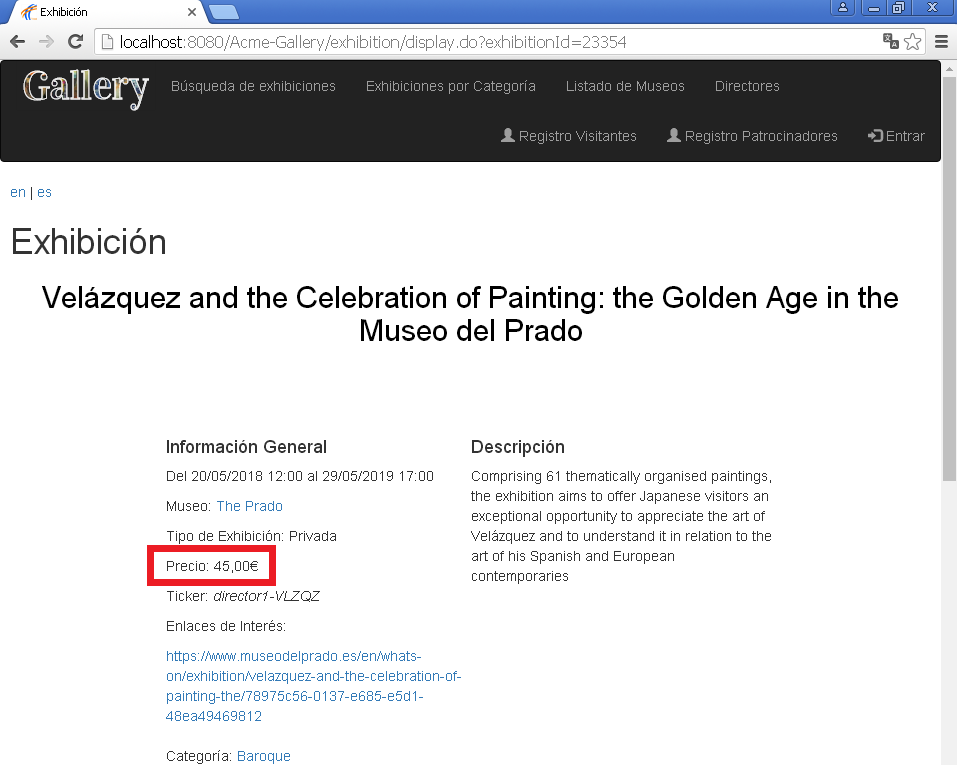 Exhibición
localhost:8080/Acme-Gallery/exhibition/display.do?exhibitionId=23354
Gallery
Búsqueda de exhibiciones Exhibiciones por Categoría Listado de Museos Directores
Registro Visitantes Registro Patrocinadores Entrar
en | es
Exhibición
Velázquez and the Celebration of Painting: the Golden Age in the
Museo del Prado
Información General
Del 20/05/2018 12:00 al 29/05/2019 17:00
Museo: The Prado
Tipo de Exhibición: Privada
Precio: 45,00€
Ticker: director1-VLZQZ
Enlaces de Interés:
https://www.museodelprado.es/en/whats-
on/exhibition/velazquez-and-the-celebration-of-
painting-the/78975c56-0137-e685-e5d1-
48ea49469812
Categoría: Baroque
Descripción
Comprising 61 thematically organised paintings,
the exhibition aims to offer Japanese visitors an
exceptional opportunity to appreciate the art of
Velázquez and to understand it in relation to the
art of his Spanish and European
contemporaries